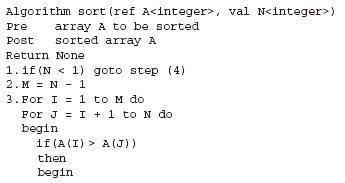 Algorithm sort(ref A<integer>, val N<integer>)
Pre array A to be sorted
Post sorted array A
Return None
1.if(N < 1) goto step (4)
2.M = N - 1
3.For I = 1 to M do
For J = I + 1 to N do
begin
if(A(I)> A(J))
then
begin